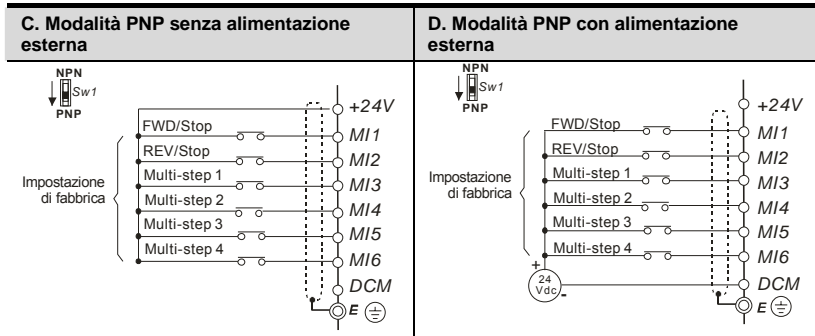 C. Modalità PNP senza alimentazione
esterna
NPN
Sw1
PNP
+24V
FWD/Stop
MI1
REV/Stop
MI2
Multi-step 1
MI3
Impostazione
di fabbrica
Multi-step 2
MI4
Multi-step 3
MI5
Multi-step 4
MI6
DCM
E
D. Modalità PNP con alimentazione
esterna
NPN
Sw1
PNP
+24V
FWD/Stop
MI1
REV/Stop
MI2
Multi-step 1
MI3
Impostazione
di fabbrica
Multi-step 2
MI4
Multi-step 3
MI5
Multi-step 4
MI6
+
24
Vdc
-
DCM
E